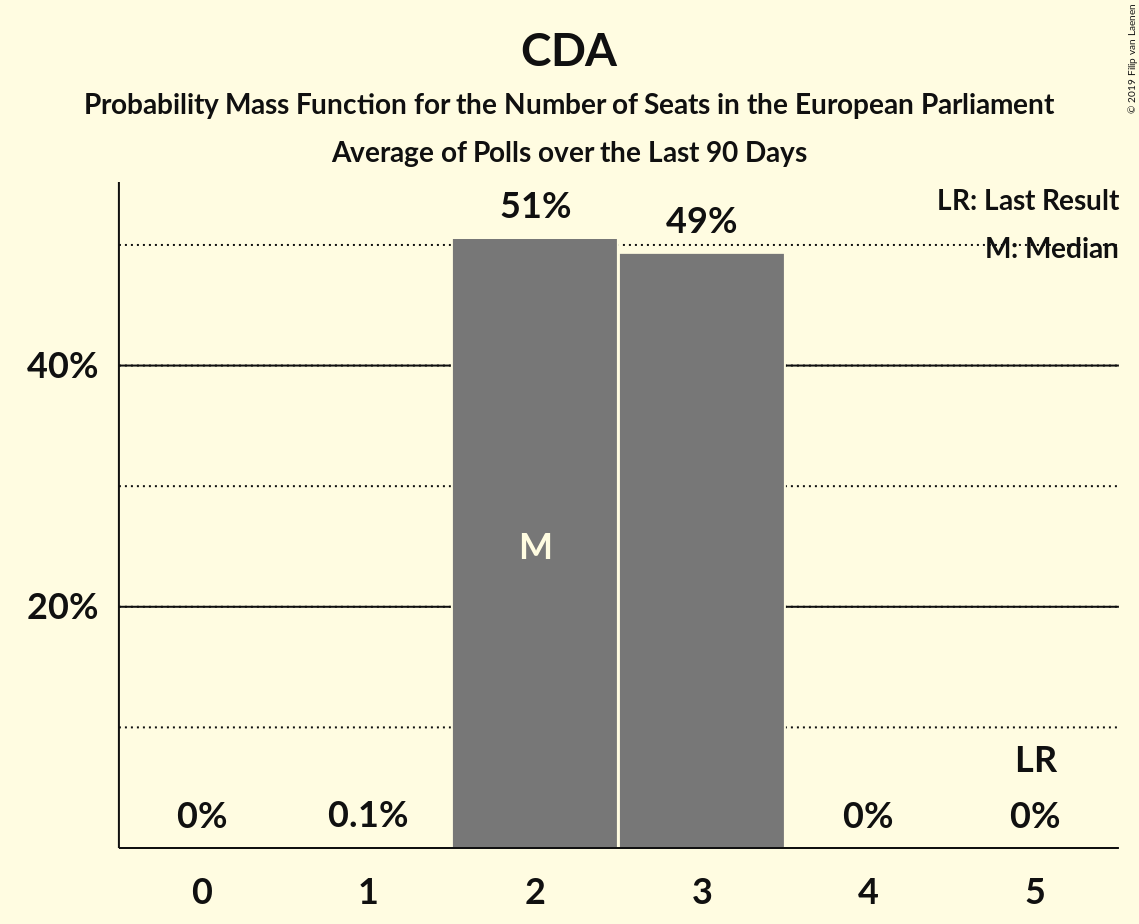 CDA
Probability Mass Function for the Number of Seats in the European Parliament
Average of Polls over the Last 90 Days
© 2019 Filip van Laenen
LR: Last Result
M: Median
51%
49%
40%
20%
M
LR
0%
0.1%
0%
0%
0
1
2
3
4
5